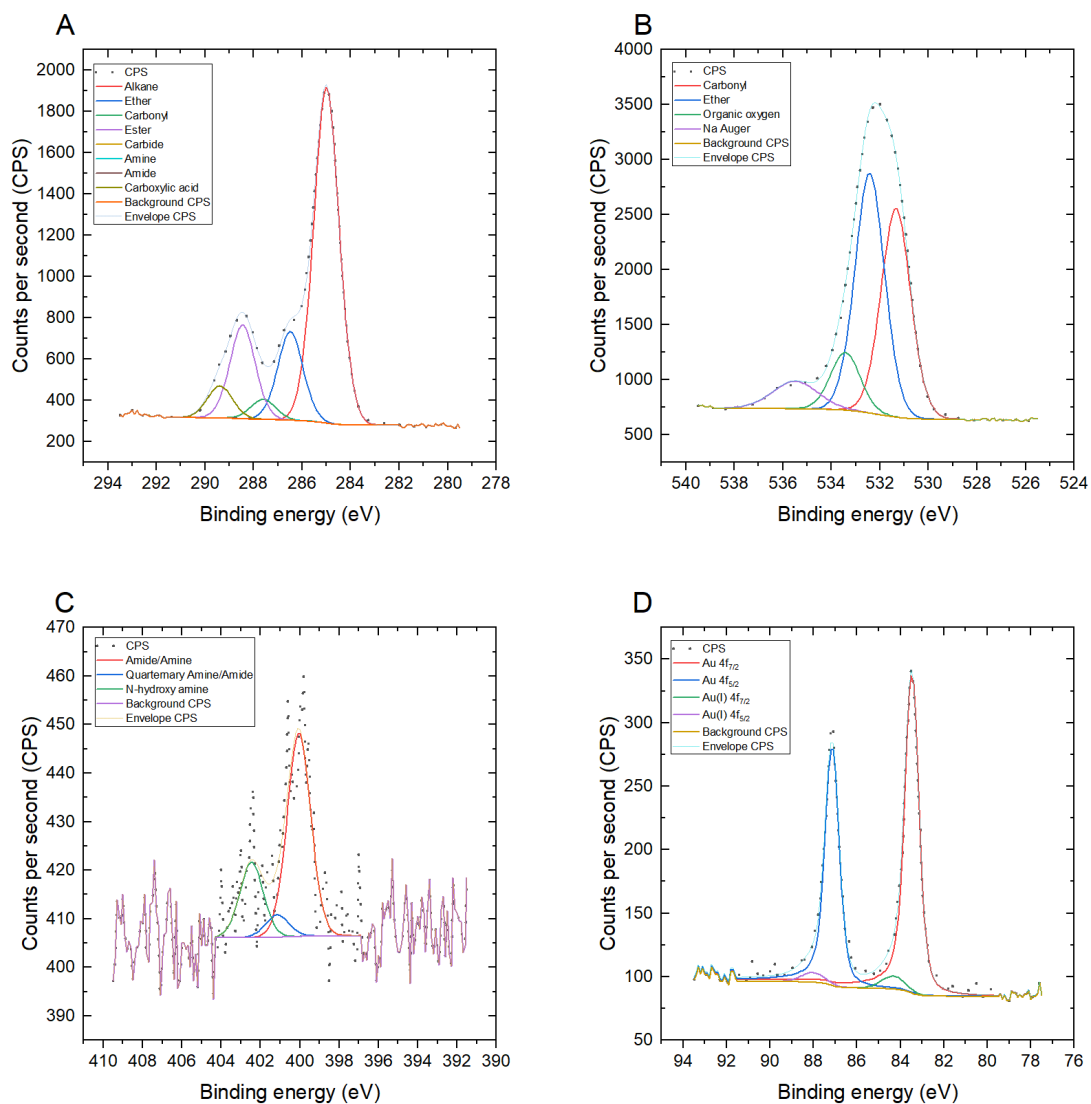 A
2000
1800
1600
1400
1200
1000
800
600
400
200
Counts per second (CPS)
CPS
Alkane
Ether
Carbonyl
Ester
Carbide
Amine
Amide
Carboxylic acid
Background CPS
Envelope CPS
294 292 290 288 286 284 282 280 278
Binding energy (eV)
B
4000
3500
3000
2500
2000
1500
1000
500
Counts per second (CPS)
CPS
Carbonyl
Ether
Organic oxygen
Na Auger
Background CPS
Envelope CPS
540 538 536 534 532 530 528 526 524
Binding energy (eV)
C
470
460
450
440
430
420
410
400
390
Counts per second (CPS)
CPS
Amide/Amine
Quarternary Amine/Amide
N-hydroxy amine
Background CPS
Envelope CPS
410 408 406 404 402 400 398 396 394 392 390
Binding energy (eV)
D
350
300
250
200
150
100
50
Counts per second (CPS)
CPS
Au 4f7/2
Au 4f5/2
Au(I) 4f7/2
Au(I) 4f5/2
Background CPS
Envelope CPS
94 92 90 88 86 84 82 80 78 76
Binding energy (eV)